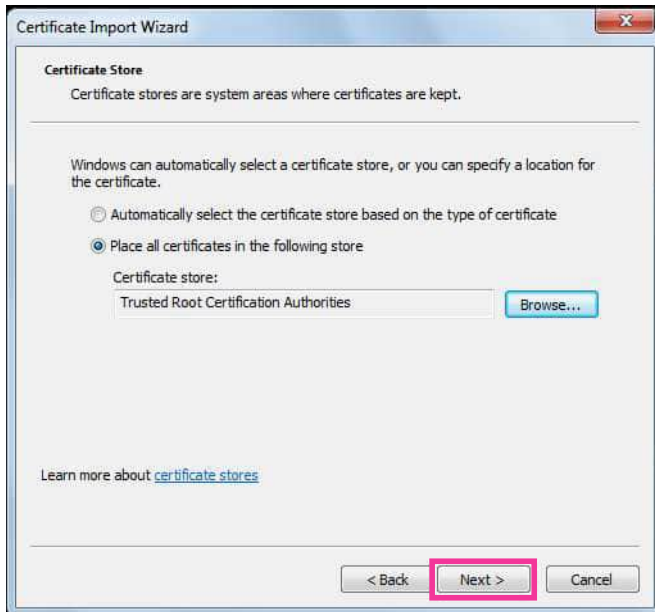 Certificate Import Wizard
Certificate Store
Certificate stores are system areas where certificates are kept.
Windows can automatically select a certificate store, or you can specify a location for
the certificate.
Automatically select the certificate store based on the type of certificate
Place all certificates in the following store
Certificate store:
Trusted Root Certification Authorities
Browse...
Learn more about certificate stores
< Back Next > Cancel